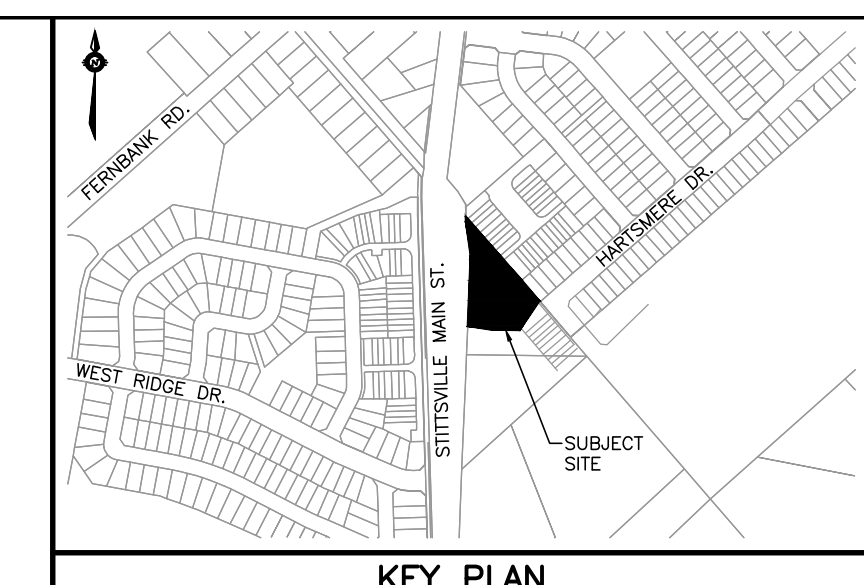 N
FERNBANK RD.
HARTSMERE DR.
STITTSVILLE MAIN ST.
WEST RIDGE DR.
SUBJECT
SITE
KEY PLAN